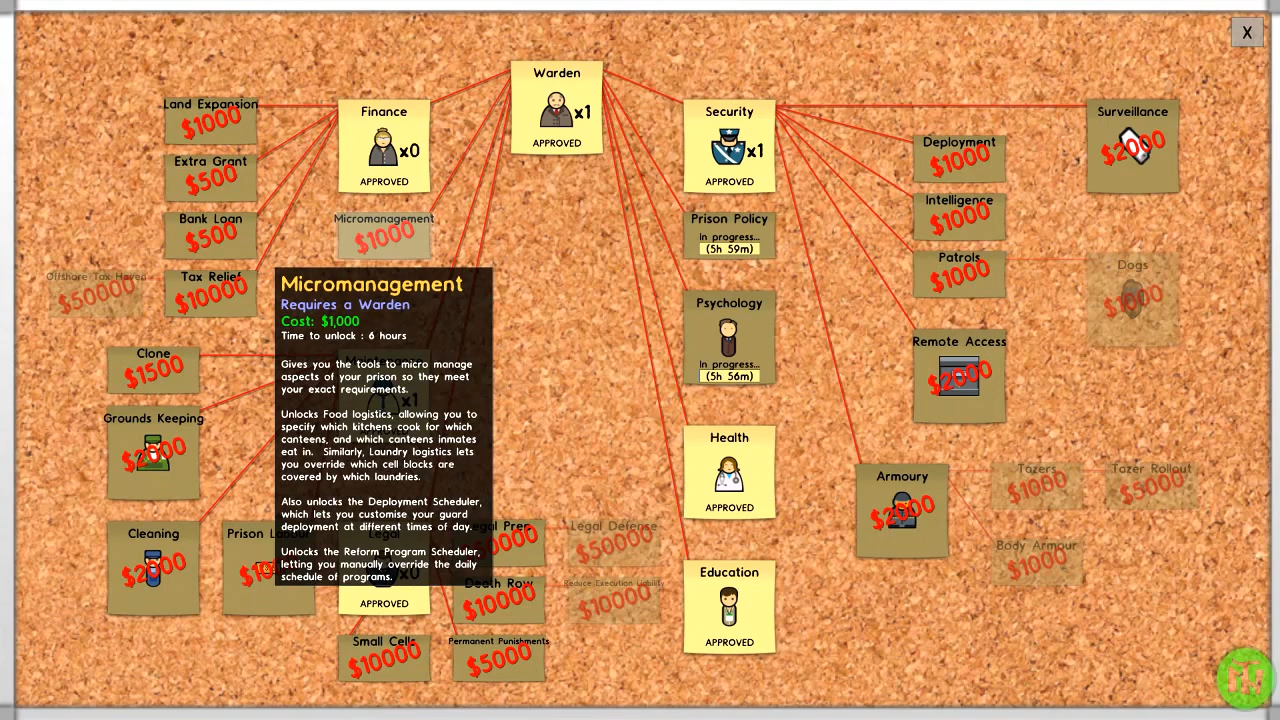 X
Warden
x1
APPROVED
Land Expansion
$1000
Finance
x0
APPROVED
Security
x1
APPROVED
Surveillance
$2000
Extra Grant
$500
Deployment
$1000
Bank Loan
$500
Micromanagement
$1000
Prison Policy
In progress...
(5h 59m)
Intelligence
$1000
Offshore Tax Haven
$50000
Tax Relief
$10000
Patrols
$1000
Dogs
$1000
Micromanagement
Requires a Warden
Cost: $1,000
Time to unlock : 6 hours
Gives you the tools to micro manage
aspects of your prison so they meet
your exact requirements.
Unlocks Food logistics, allowing you to
specify which kitchens cook for which
canteens, and which canteens inmates
eat in. Similarly, Laundry logistics lets
you override which cell blocks are
covered by which laundries.
Also unlocks the Deployment Scheduler,
which lets you customise your guard
deployment at different times of day.
Unlocks the Reform Program Scheduler,
letting you manually override the daily
schedule of programs.
Maintenance
x1
Psychology
In progress...
(5h 56m)
Remote Access
$2000
Clone
$1500
Grounds Keeping
$2000
Health
APPROVED
Armoury
$2000
Tazers
$1000
Tazer Rollout
$5000
Body Armour
$1000
Cleaning
$2000
Prison Labour
Legal
x0
APPROVED
Legal Prep
Legal Defense
$50000
Death Row
$10000
Reduce Execution Liability
$10000
Education
APPROVED
Small Cells
$10000
Permanent Punishments
$5000